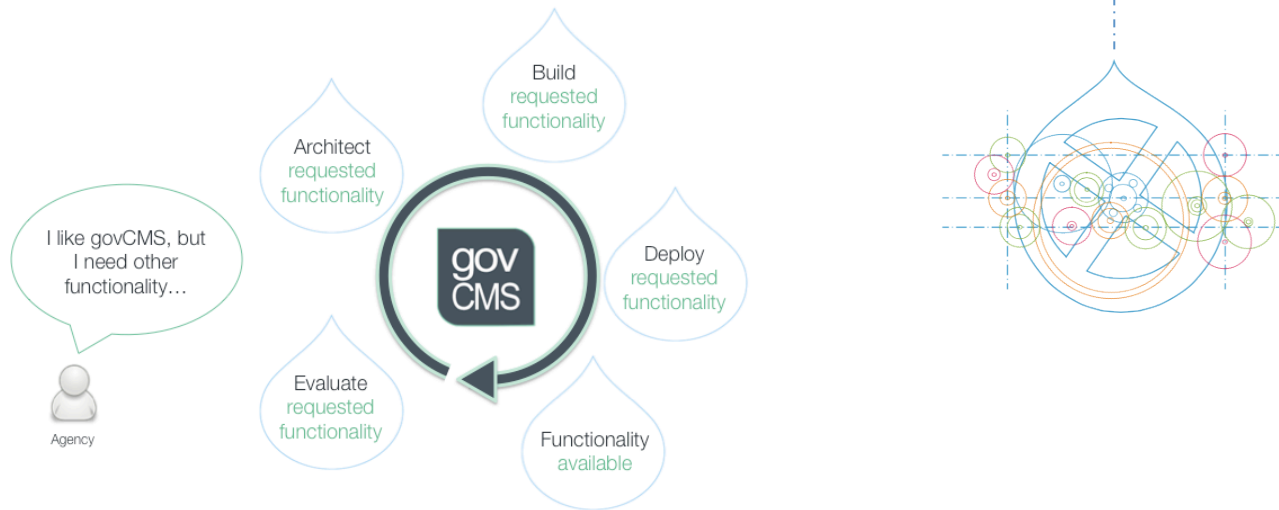 I like govCMS, but
I need other
functionality…
Agency
Evaluate
requested
functionality
Architect
requested
functionality
Build
requested
functionality
Deploy
requested
functionality
Functionality
available
gov
CMS